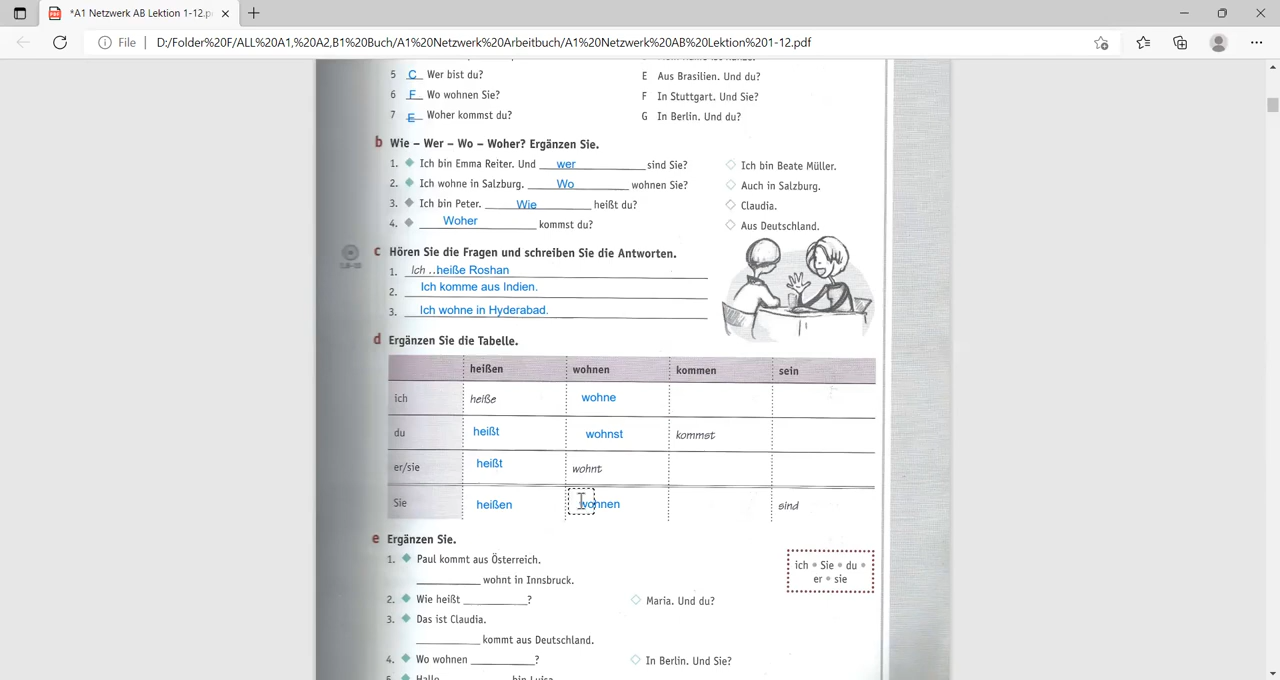 *A1 Netzwerk AB Lektion 1-12.p
File D:/Folder%20F/ALL%20A1,%20A2,B1%20Buch/A1%20Netzwerk%20Arbeitbuch/A1%20Netzwerk%20AB%20Lektion%201-12.pdf
5 C Wer bist du? E Aus Brasilien. Und du?
6 F Wo wohnen Sie? F In Stuttgart. Und Sie?
7 E Woher kommst du? G In Berlin. Und du?
b Wie – Wer – Wo – Woher? Ergänzen Sie.
1. Ich bin Emma Reiter. Und wer sind Sie? Ich bin Beate Müller.
2. Ich wohne in Salzburg. Wo wohnen Sie? Auch in Salzburg.
3. Ich bin Peter. Wie heißt du? Claudia.
4. Woher kommst du? Aus Deutschland.
c Hören Sie die Fragen und schreiben Sie die Antworten.
1. Ich ..heiße Roshan
2. Ich komme aus Indien.
3. Ich wohne in Hyderabad.
d Ergänzen Sie die Tabelle.
heißen wohnen kommen sein
ich heiße wohne
du heißt wohnst kommst
er/sie heißt wohnt
Sie heißen wohnen sind
e Ergänzen Sie.
1. Paul kommt aus Österreich.
_____ wohnt in Innsbruck.
ich • Sie • du •
er • sie
2. Wie heißt _____? Maria. Und du?
3. Das ist Claudia.
_____ kommt aus Deutschland.
4. Wo wohnen _____? In Berlin. Und Sie?
5. Hallo bin Luisa